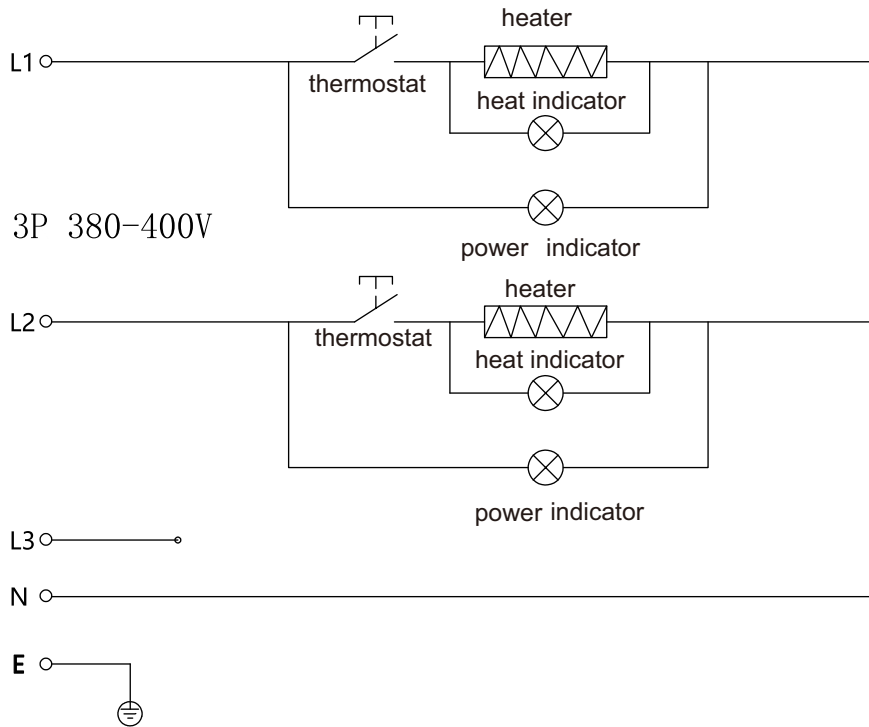 heater
L1
thermostat
heat indicator
3P 380-400V
power indicator
heater
L2
thermostat
heat indicator
power indicator
L3
N
E